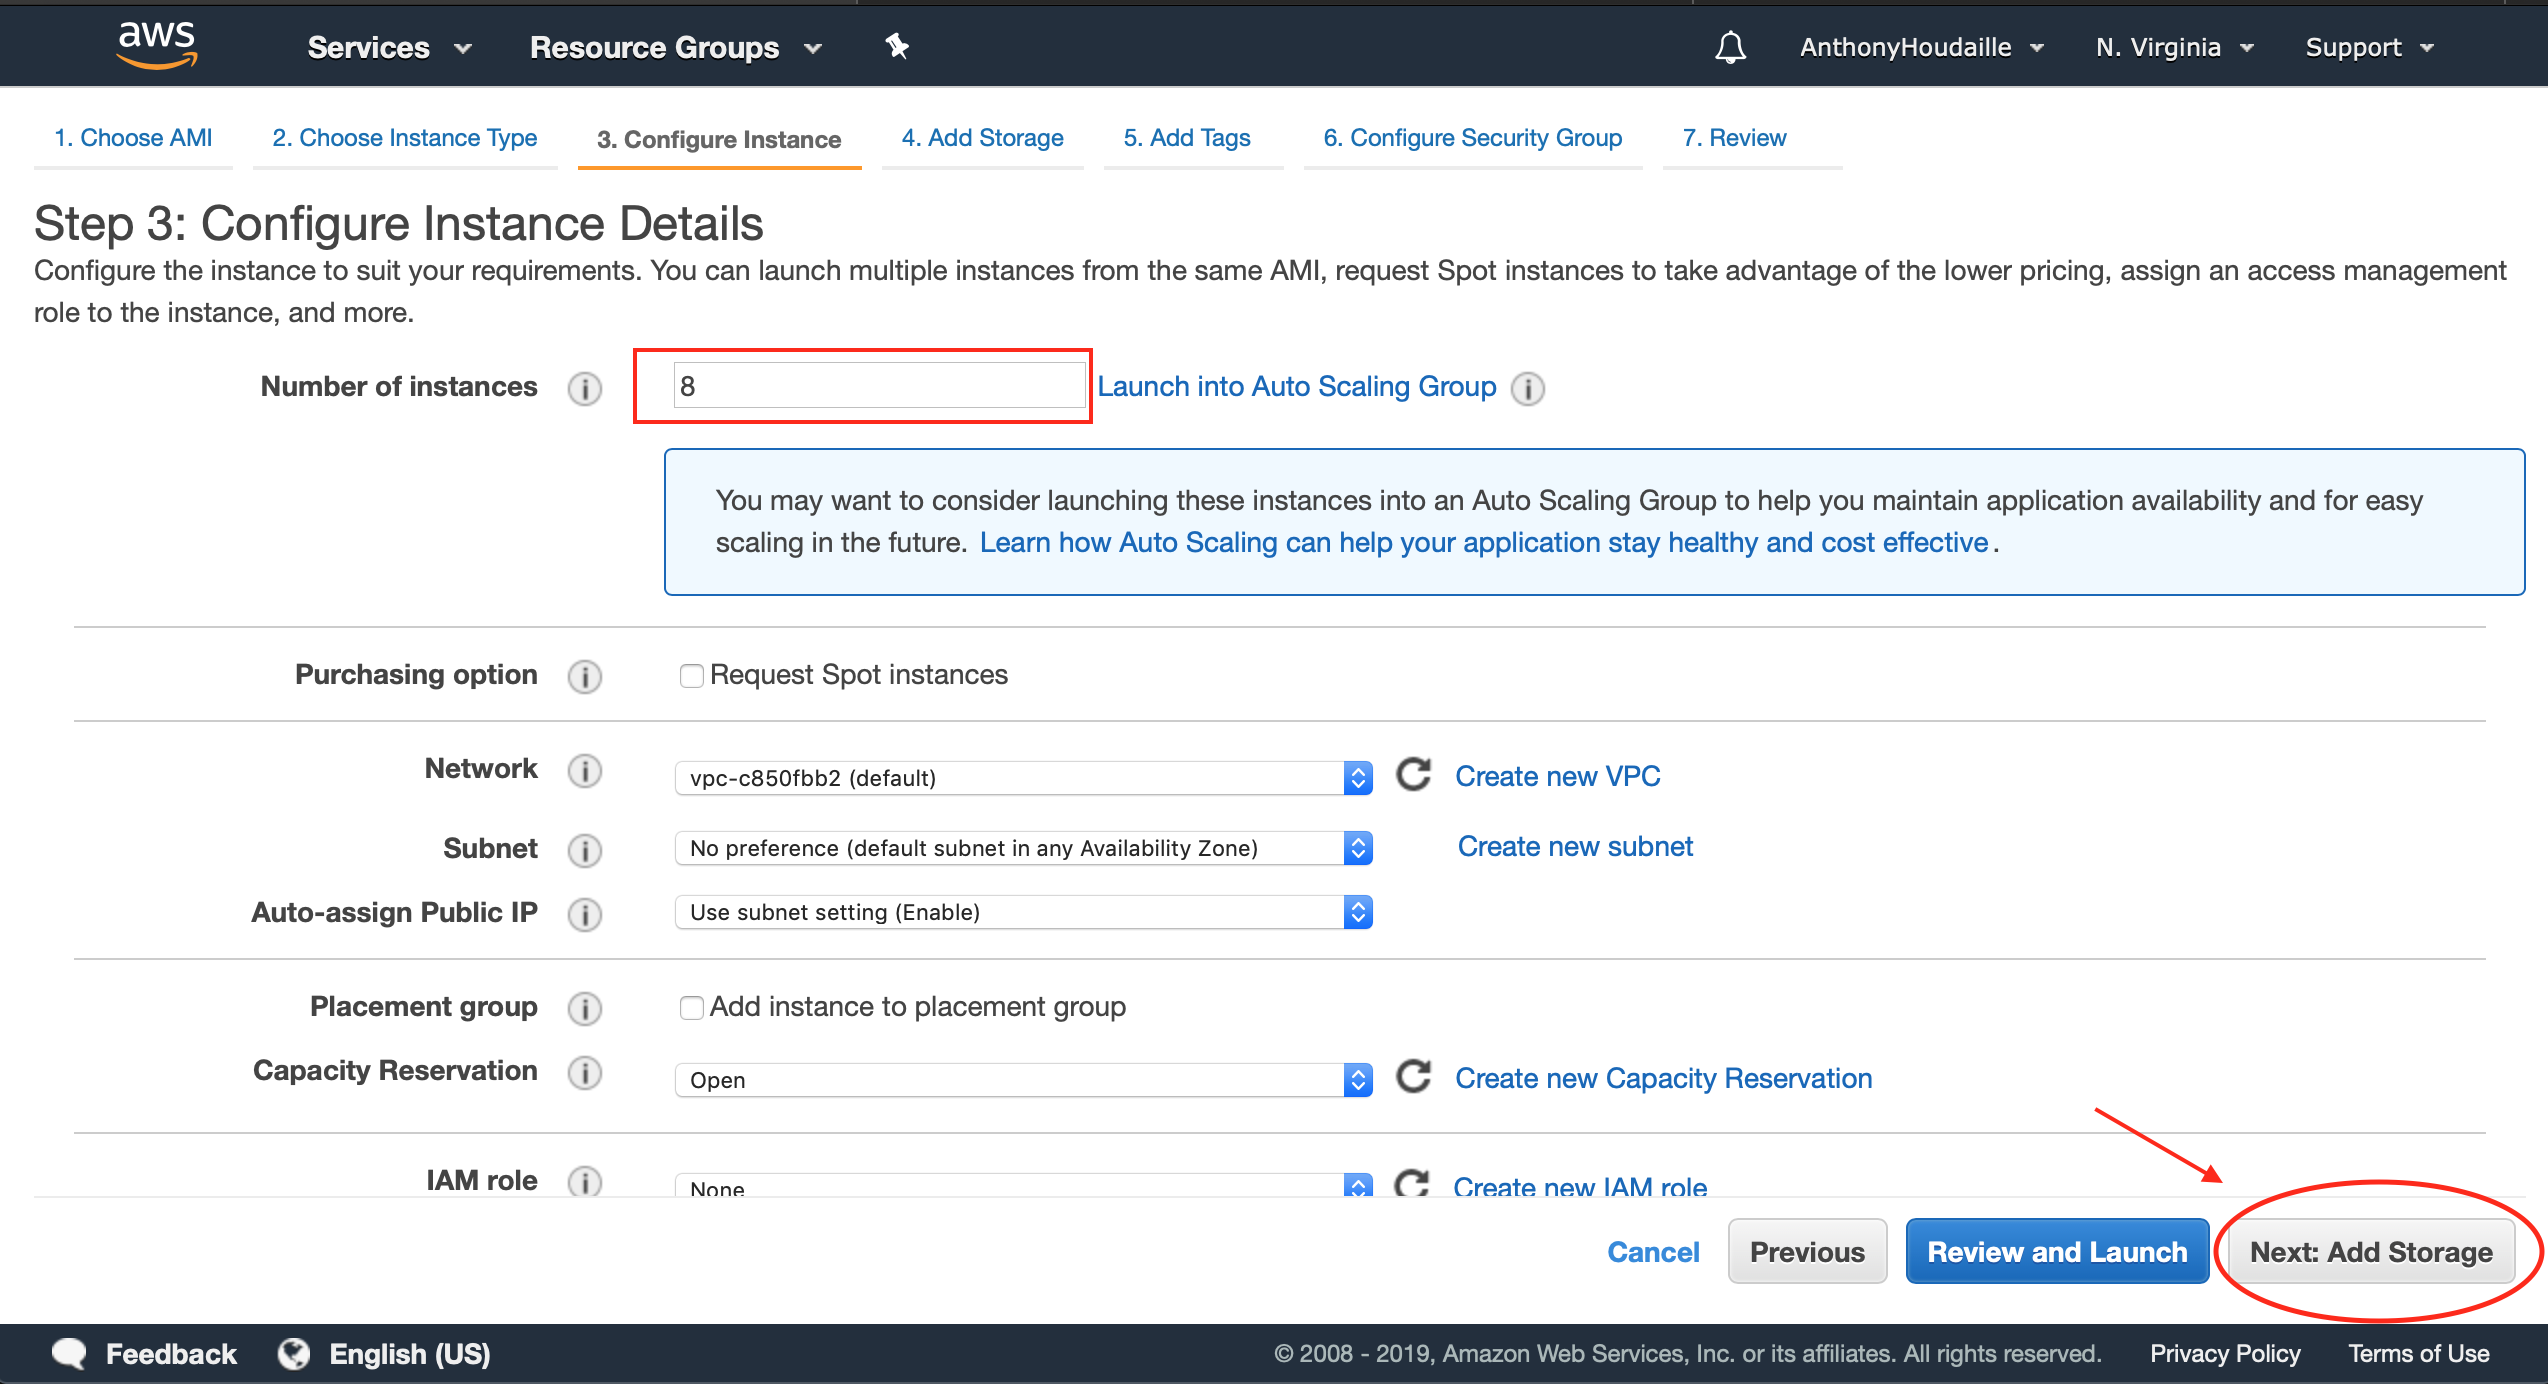 aws
Services
Resource Groups
AnthonyHoudaille
N. Virginia
Support
1. Choose AMI
2. Choose Instance Type
3. Configure Instance
4. Add Storage
5. Add Tags
6. Configure Security Group
7. Review
Step 3: Configure Instance Details
Configure the instance to suit your requirements. You can launch multiple instances from the same AMI, request Spot instances to take advantage of the lower pricing, assign an access management
role to the instance, and more.
Number of instances
8
Launch into Auto Scaling Group
You may want to consider launching these instances into an Auto Scaling Group to help you maintain application availability and for easy
scaling in the future. Learn how Auto Scaling can help your application stay healthy and cost effective.
Purchasing option
Request Spot instances
Network
vpc-c850fbb2 (default)
Create new VPC
Subnet
No preference (default subnet in any Availability Zone)
Create new subnet
Auto-assign Public IP
Use subnet setting (Enable)
Placement group
Add instance to placement group
Capacity Reservation
Open
Create new Capacity Reservation
IAM role
None
Create new IAM role
Cancel
Previous
Review and Launch
Next: Add Storage
Feedback
English (US)
© 2008 - 2019, Amazon Web Services, Inc. or its affiliates. All rights reserved.
Privacy Policy
Terms of Use